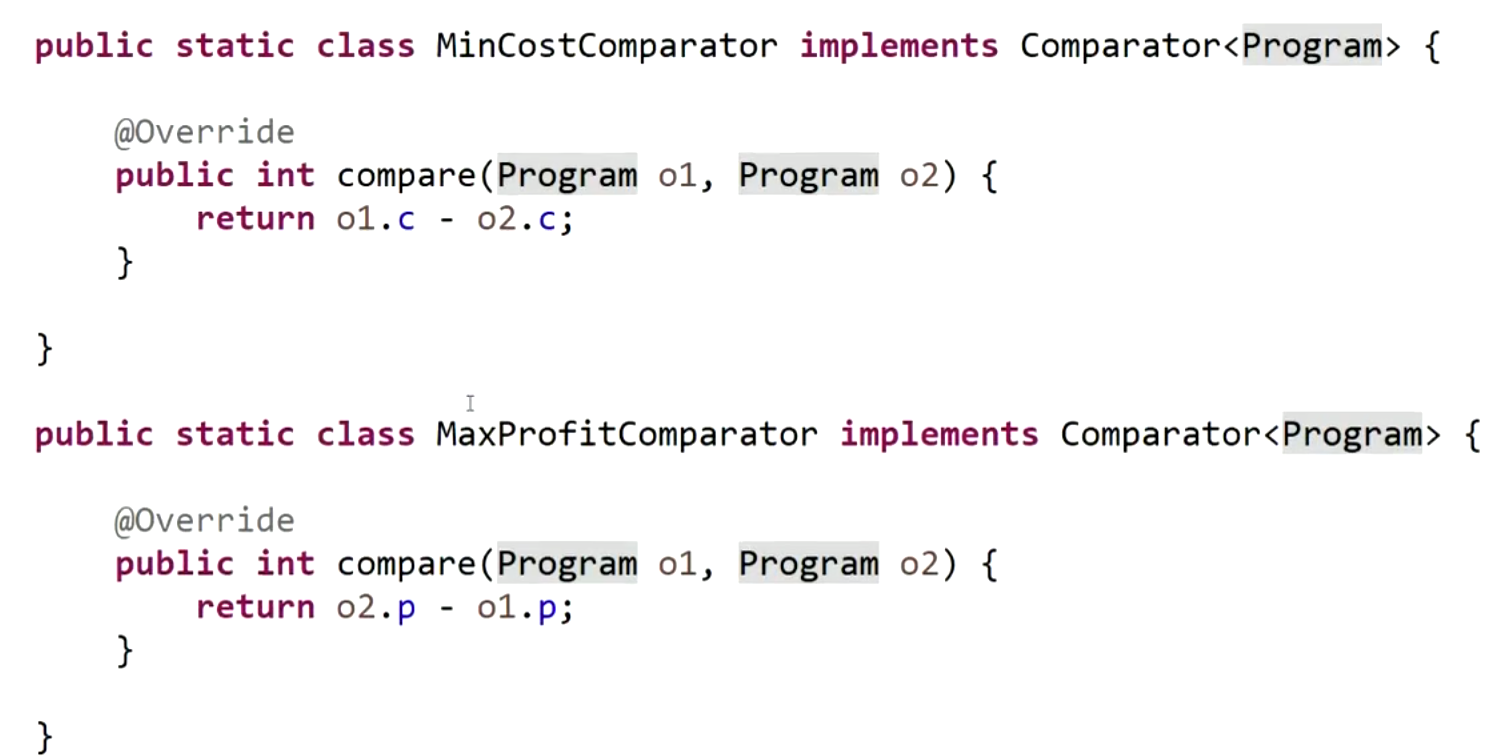 public static class MinCostComparator implements Comparator<Program> {
@Override
public int compare(Program o1, Program o2) {
return o1.c - o2.c;
}
}
public static class MaxProfitComparator implements Comparator<Program> {
@Override
public int compare(Program o1, Program o2) {
return o2.p - o1.p;
}
}